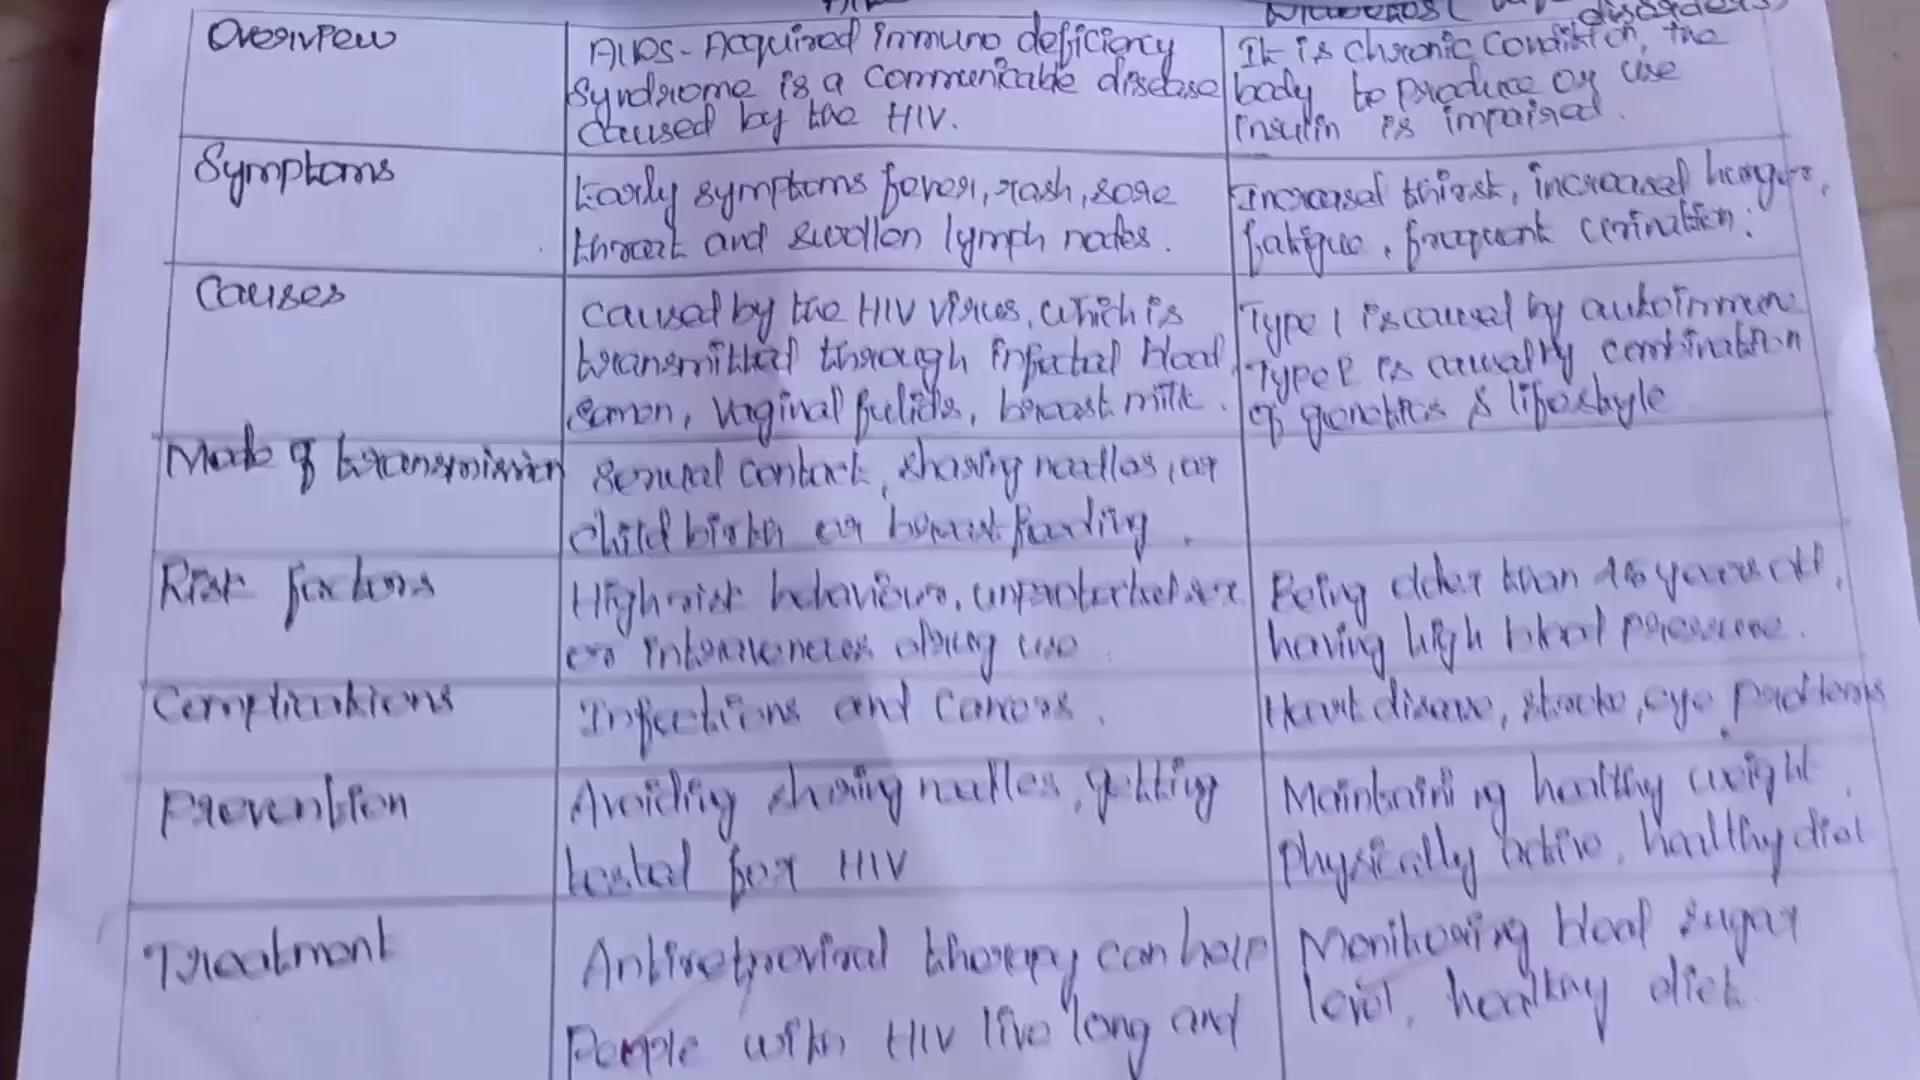 disorders)
Overview
AIDS - Acquired immuno deficiency
Syndrome is a communicable disease
caused by the HIV.
It is chronic condition, the
body to produce or use
insulin is impaired.
Symptoms
Early symptoms fever, rash, sore
throat and swollen lymph nodes.
Increased thirst, increased hunger,
fatigue, frequent urination.
Causes
caused by the HIV virus, which is
transmitted through infected blood,
semen, vaginal fulids, breast milk.
Type 1 is caused by autoimmune
Type 2 is caused by combination
of genetics & lifestyle
Mode of transmission
Sexual contact, sharing needles, or
child birth or breast feeding.
Risk factors
High risk behaviour, unprotected sex
or intravenous drug use.
Being older than 45 years old,
having high blood pressure.
Complications
Infections and cancers.
Heart disease, stroke, eye problems
Prevention
Avoiding sharing needles, getting
tested for HIV
Maintaining healthy weight,
physically active, healthy diet
Treatment
Antiretroviral therapy can help
people with HIV live long and
Monitoring blood sugar
level, healthy diet.